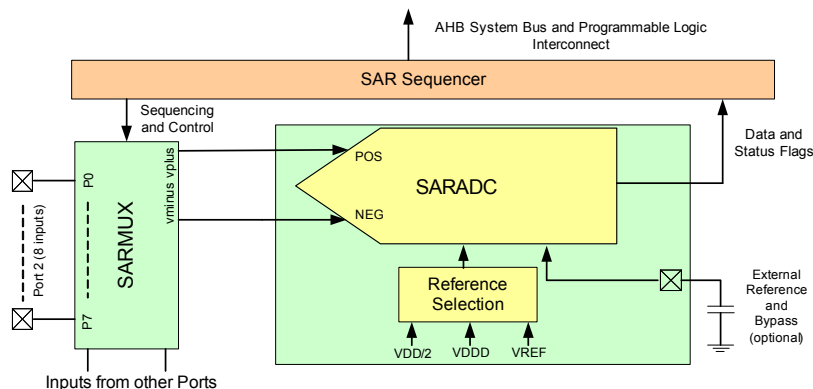 AHB System Bus and Programmable Logic
Interconnect
SAR Sequencer
Sequencing
and Control
Data and
Status Flags
vminus vplus
POS
NEG
SARADC
P0
Port 2 (8 inputs)
P7
SARMUX
Reference
Selection
VDD/2
VDDD
VREF
External
Reference
and
Bypass
(optional)
Inputs from other Ports